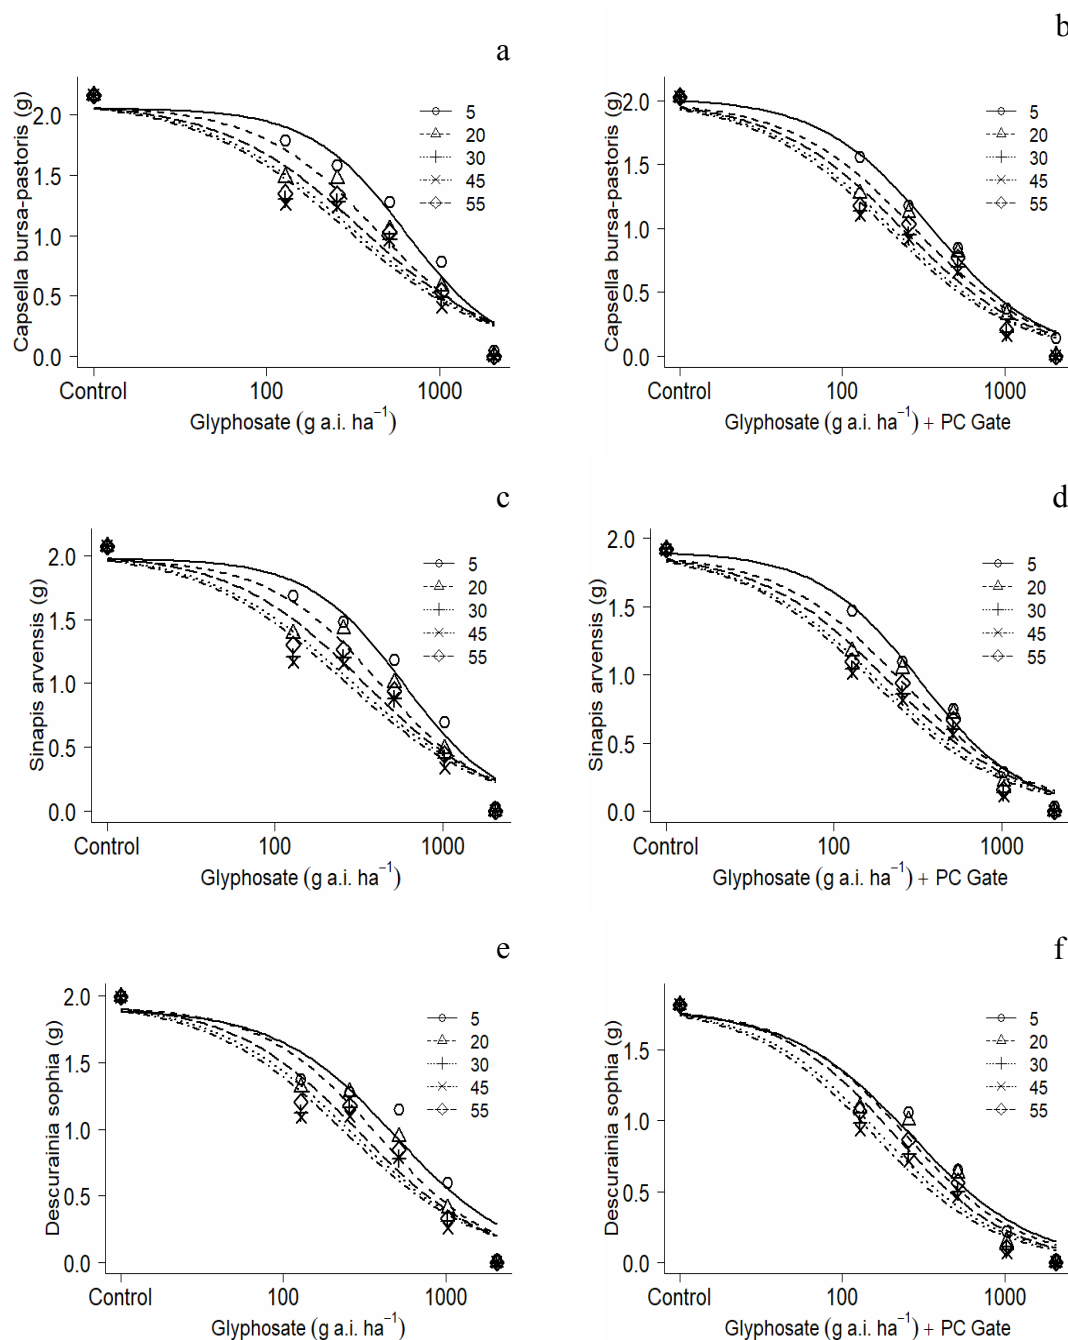 a
Capsella bursa-pastoris (g)
2.0
1.5
1.0
0.5
0.0
5
20
30
45
55
Control
100
1000
Glyphosate (g a.i. ha⁻¹)
b
Capsella bursa-pastoris (g)
2.0
1.5
1.0
0.5
0.0
5
20
30
45
55
Control
100
1000
Glyphosate (g a.i. ha⁻¹) + PC Gate
c
Sinapis arvensis (g)
2.0
1.5
1.0
0.5
0.0
5
20
30
45
55
Control
100
1000
Glyphosate (g a.i. ha⁻¹)
d
Sinapis arvensis (g)
2.0
1.5
1.0
0.5
0.0
5
20
30
45
55
Control
100
1000
Glyphosate (g a.i. ha⁻¹) + PC Gate
e
Descurainia sophia (g)
2.0
1.5
1.0
0.5
0.0
5
20
30
45
55
Control
100
1000
Glyphosate (g a.i. ha⁻¹)
f
Descurainia sophia (g)
1.5
1.0
0.5
0.0
5
20
30
45
55
Control
100
1000
Glyphosate (g a.i. ha⁻¹) + PC Gate